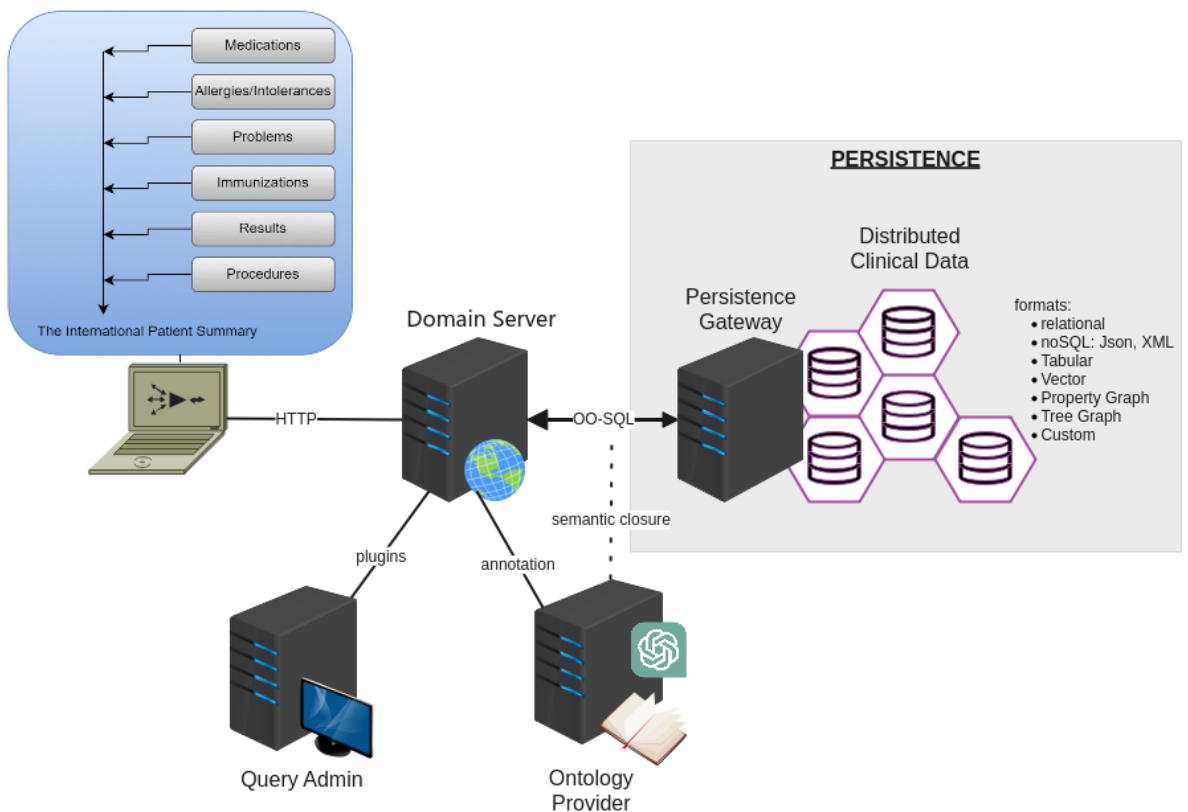 Medications
Allergies/Intolerances
Problems
Immunizations
Results
Procedures
The International Patient Summary
PERSISTENCE
Distributed
Clinical Data
Persistence
Gateway
formats:
• relational
• noSQL: Json, XML
• Tabular
• Vector
• Property Graph
• Tree Graph
• Custom
Domain Server
HTTP
OO-SQL
semantic closure
plugins
annotation
Query Admin
Ontology
Provider